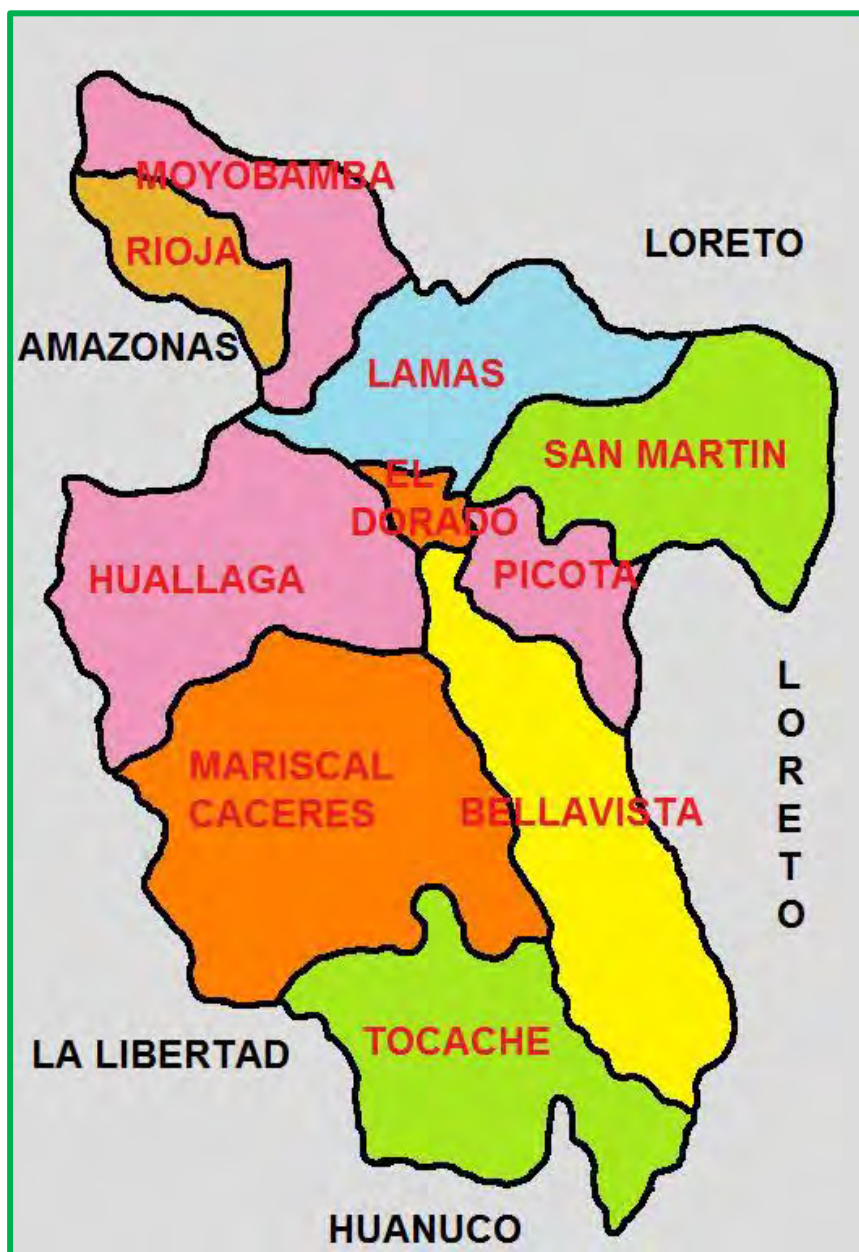 MOYOBAMBA
RIOJA
LORETO
AMAZONAS
LAMAS
SAN MARTIN
EL
DORADO
HUALLAGA
PICOTA
MARISCAL
CACERES
BELLAVISTA
L
O
R
E
T
O
TOCACHE
LA LIBERTAD
HUANUCO